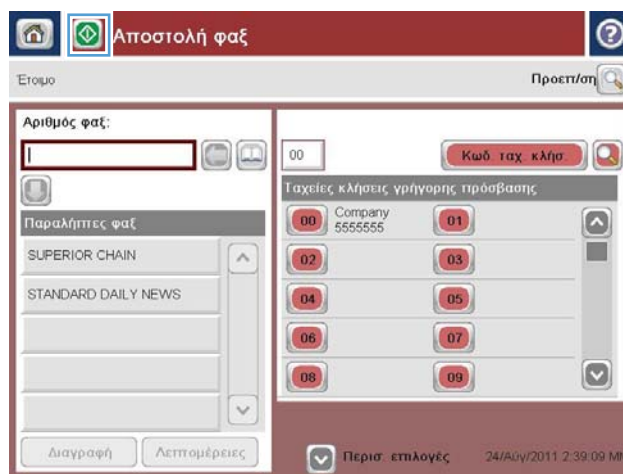 Αποστολή φαξ
Έτοιμο
Προεπ/ση
Αριθμός φαξ:
00
Κωδ. ταχ. κλήσ.
Ταχείες κλήσεις γρήγορης πρόσβασης
Παραλήπτες φαξ
SUPERIOR CHAIN
STANDARD DAILY NEWS
00 Company 01
5555555
02 03
04 05
06 07
08 09
Διαγραφή Λεπτομέρειες
Περισ. επιλογές
24/Αύγ/2011 2:39:09